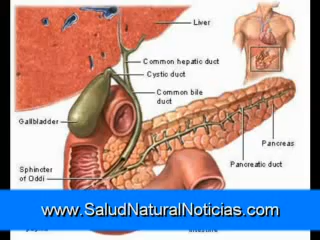 Liver
Common hepatic duct
Cystic duct
Common bile
duct
Gallbladder
Pancreas
Pancreatic duct
Sphincter
of Oddi
www.SaludNaturalNoticias.com